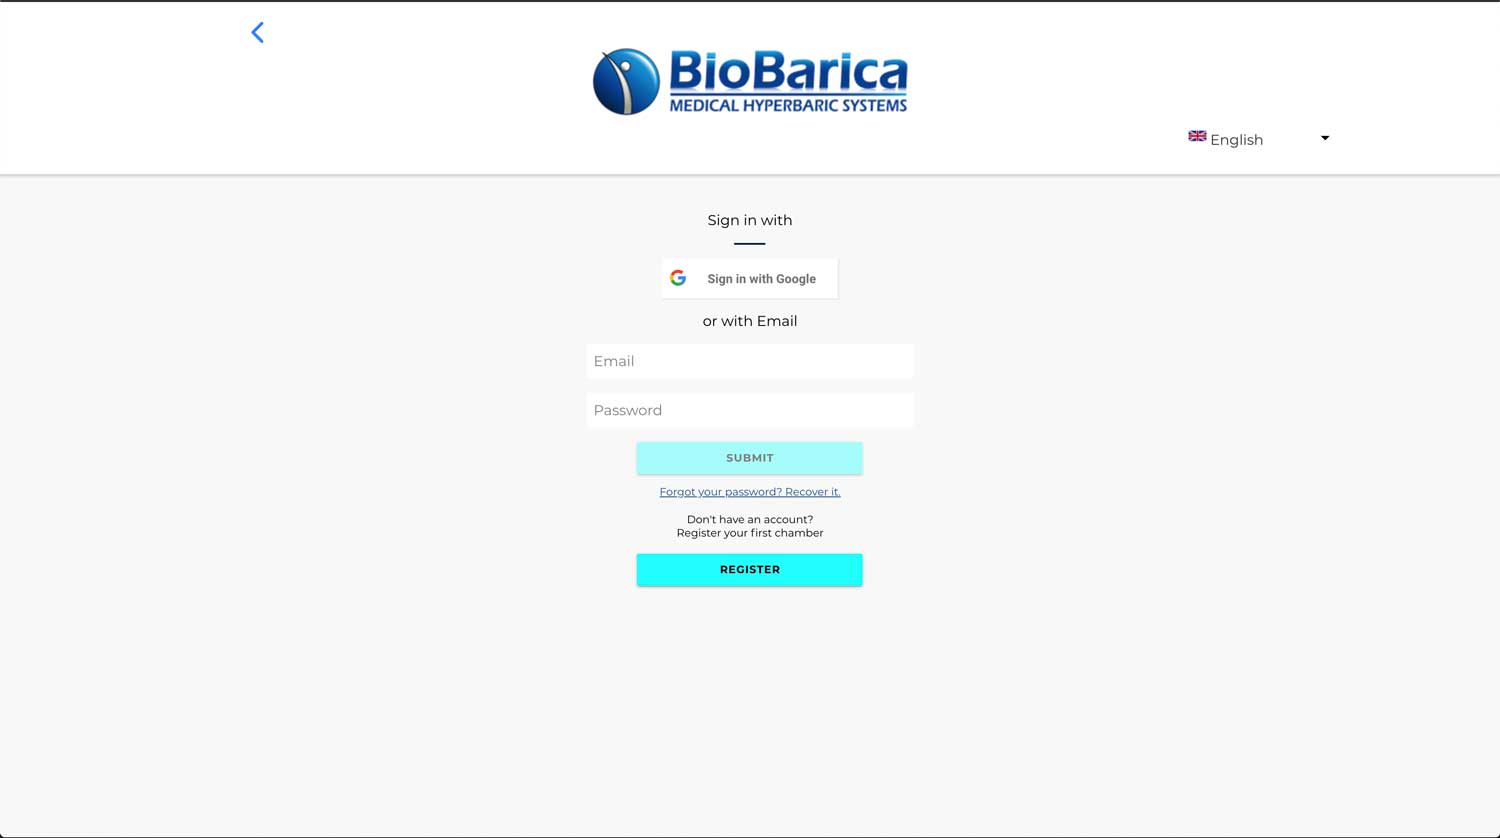 BioBarica
MEDICAL HYPERBARIC SYSTEMS
English
Sign in with
Sign in with Google
or with Email
Email
Password
SUBMIT
Forgot your password? Recover it.
Don't have an account?
Register your first chamber
REGISTER